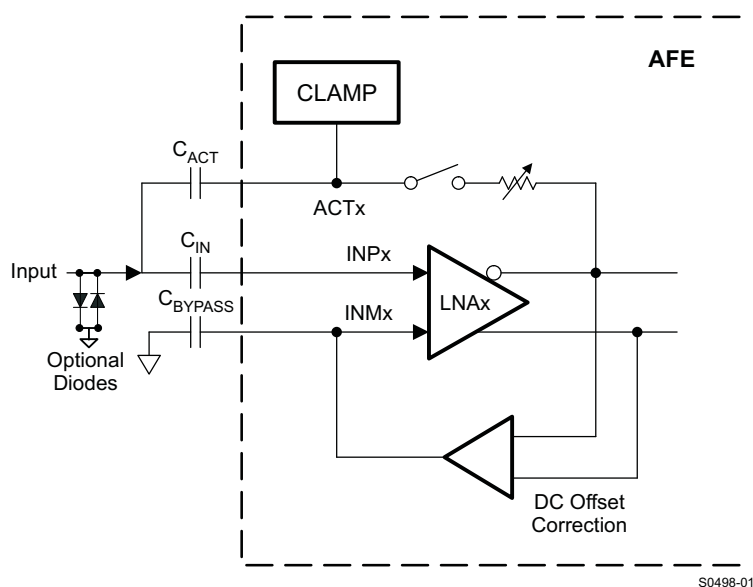 AFE
CLAMP
C_ACT
ACTx
C_IN
Input
INPx
LNAx
C_BYPASS
INMx
Optional
Diodes
DC Offset
Correction
S0498-01